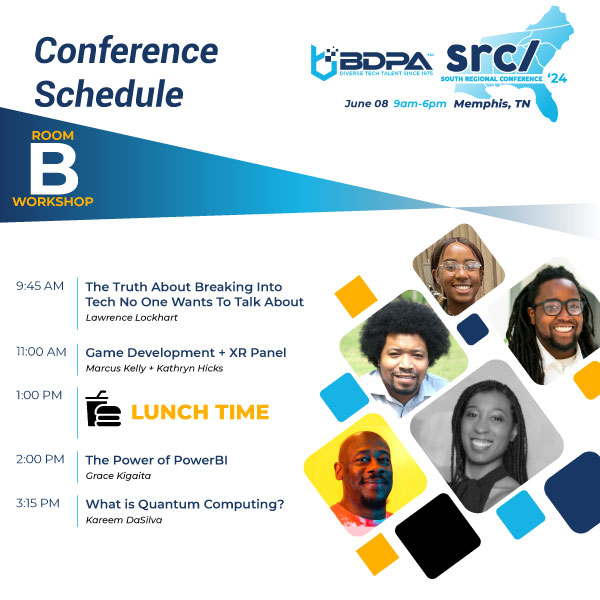 Conference
Schedule
BDPA™
DIVERSE TECH TALENT SINCE 1975
src/
SOUTH REGIONAL CONFERENCE '24
June 08 9am-6pm Memphis, TN
ROOM
B
WORKSHOP
9:45 AM
The Truth About Breaking Into
Tech No One Wants To Talk About
Lawrence Lockhart
11:00 AM
Game Development + XR Panel
Marcus Kelly + Kathryn Hicks
1:00 PM
LUNCH TIME
2:00 PM
The Power of PowerBI
Grace Kigaita
3:15 PM
What is Quantum Computing?
Kareem DaSilva